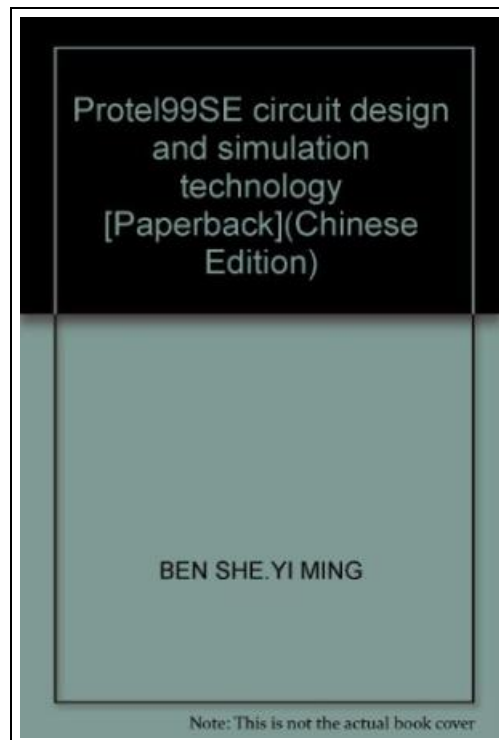 Protel99SE circuit design
and simulation
technology
[Paperback](Chinese
Edition)
BEN SHE.YI MING
Note: This is not the actual book cover